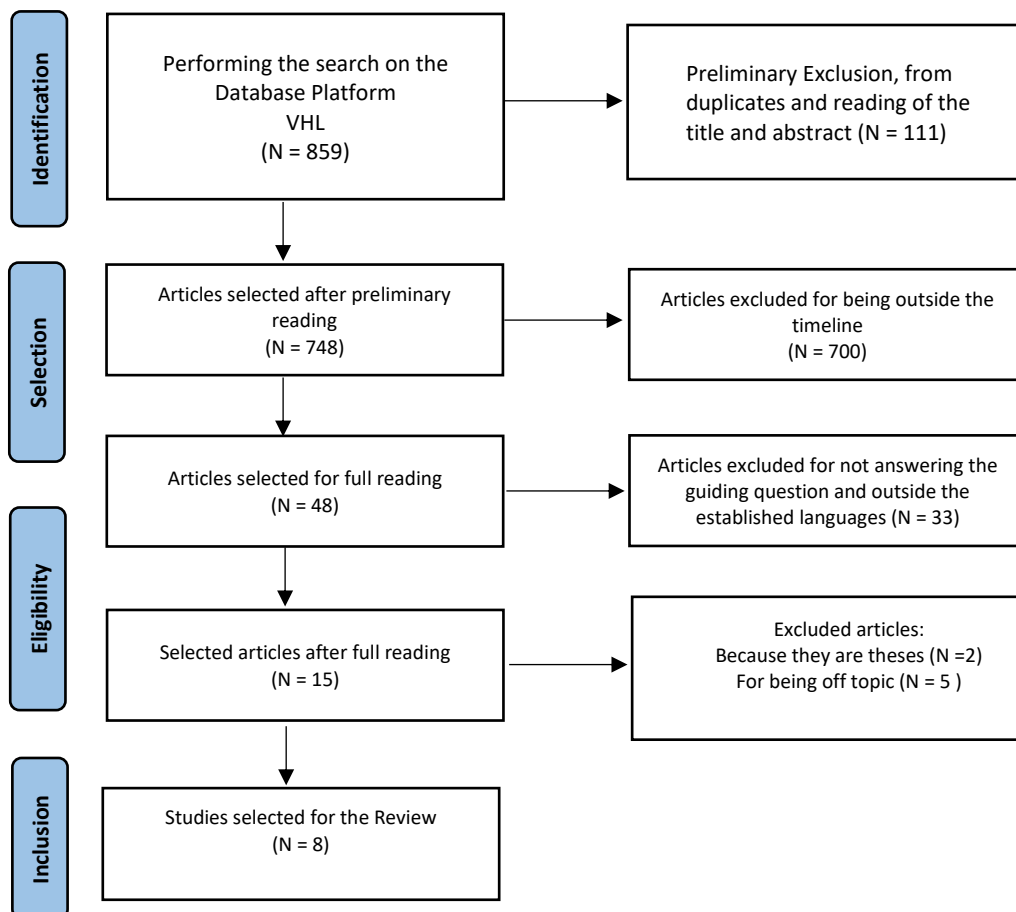 Identification
Performing the search on the
Database Platform
VHL
(N = 859)
Preliminary Exclusion, from
duplicates and reading of the
title and abstract (N = 111)
Selection
Articles selected after preliminary
reading
(N = 748)
Articles excluded for being outside the
timeline
(N = 700)
Articles selected for full reading
(N = 48)
Articles excluded for not answering the
guiding question and outside the
established languages (N = 33)
Eligibility
Selected articles after full reading
(N = 15)
Excluded articles:
Because they are theses (N =2)
For being off topic (N = 5 )
Inclusion
Studies selected for the Review
(N = 8)